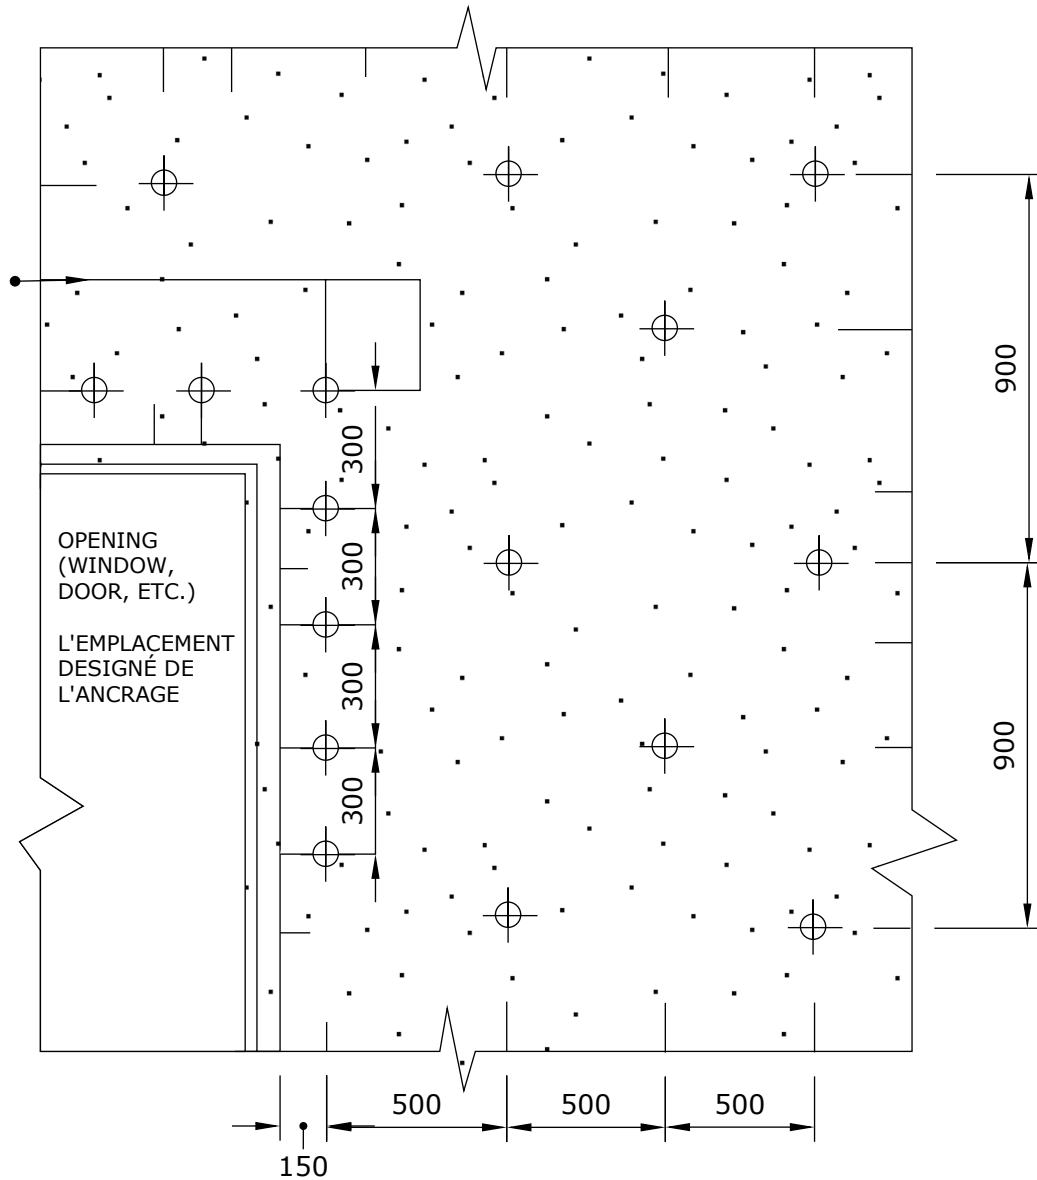 900
300
300
300
300
900
OPENING
(WINDOW,
DOOR, ETC.)
L'EMPLACEMENT
DESIGNÉ DE
L'ANCRAGE
500
500
500
150